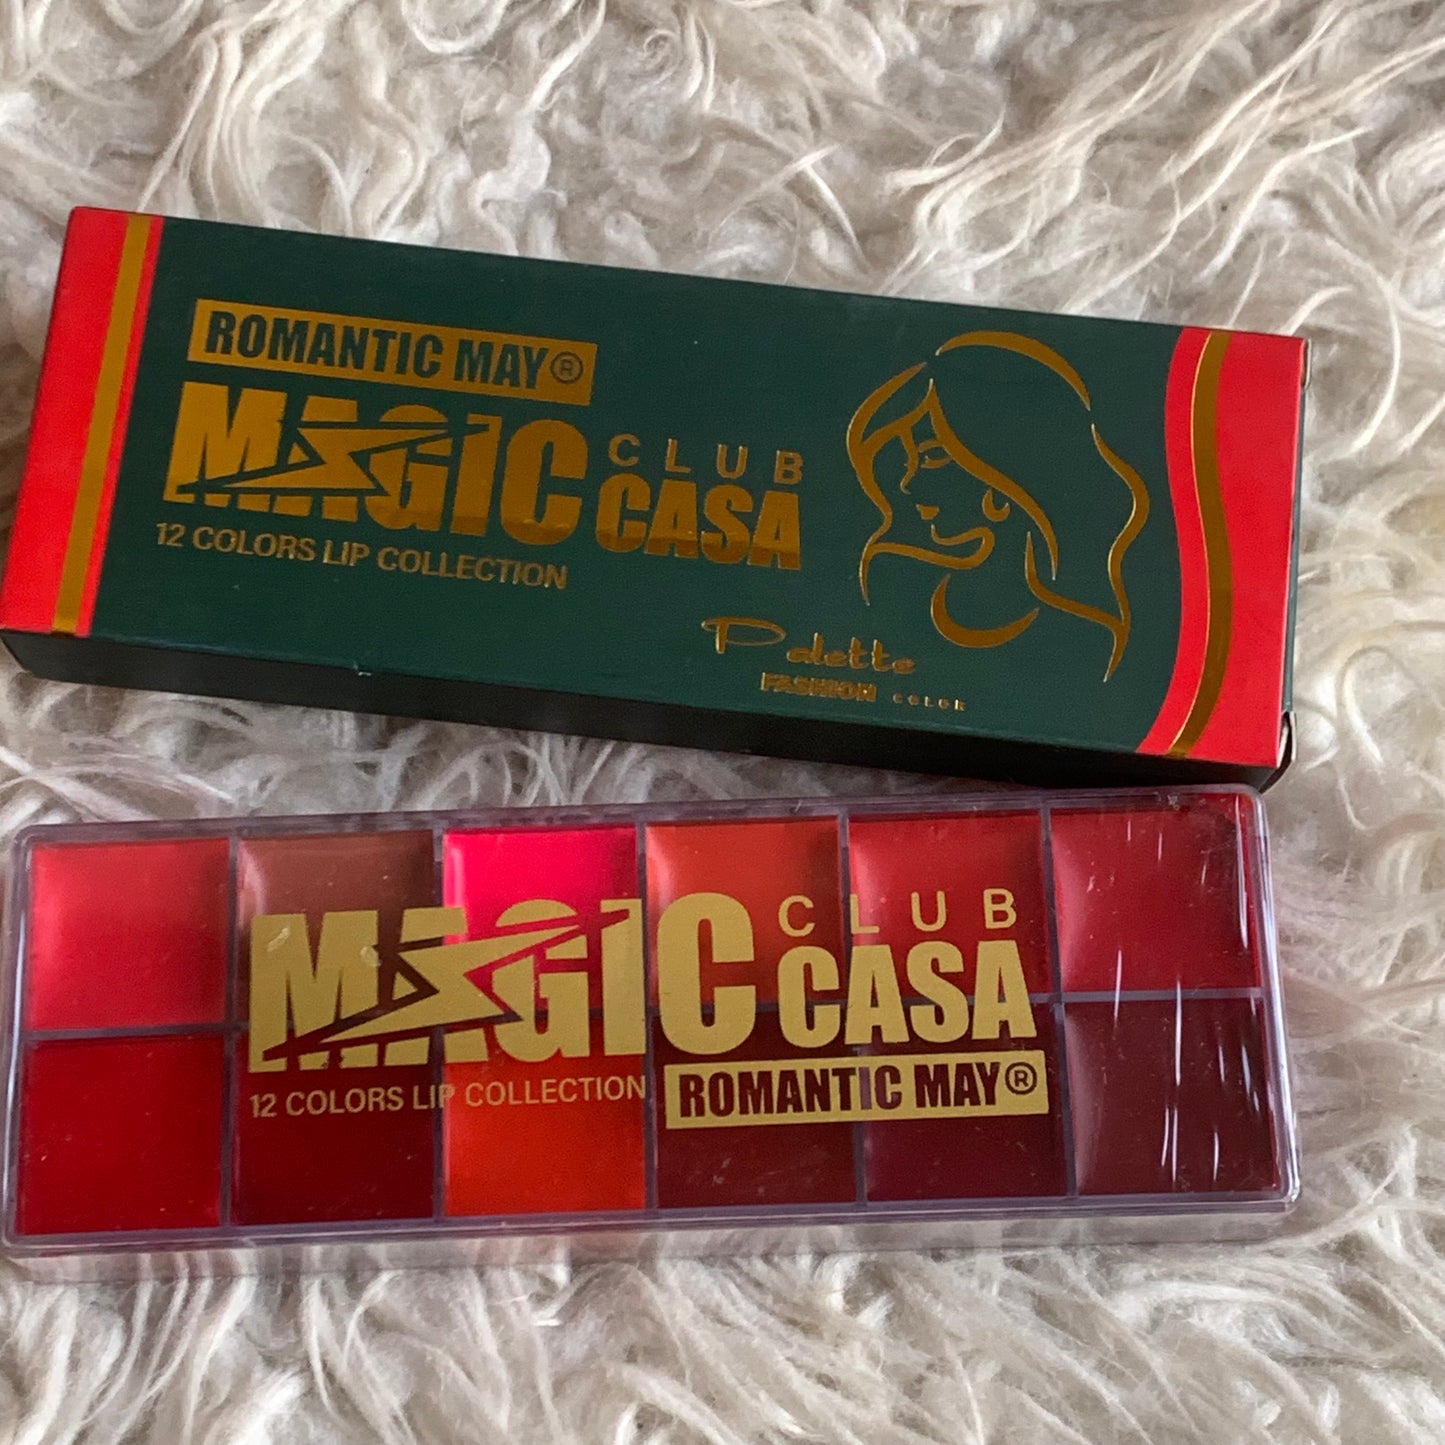 ROMANTIC MAY®
MAGIC CLUB CASA
12 COLORS LIP COLLECTION
Palette
FASHION COLOR
MAGIC CLUB CASA
12 COLORS LIP COLLECTION
ROMANTIC MAY®